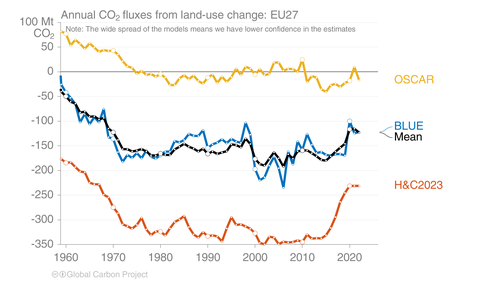 Annual CO₂ fluxes from land-use change: EU27
100 Mt
CO₂
Note: The wide spread of the models means we have lower confidence in the estimates
50
0
-50
-100
-150
-200
-250
-300
-350
OSCAR
BLUE
Mean
H&C2023
1960 1970 1980 1990 2000 2010 2020
Global Carbon Project